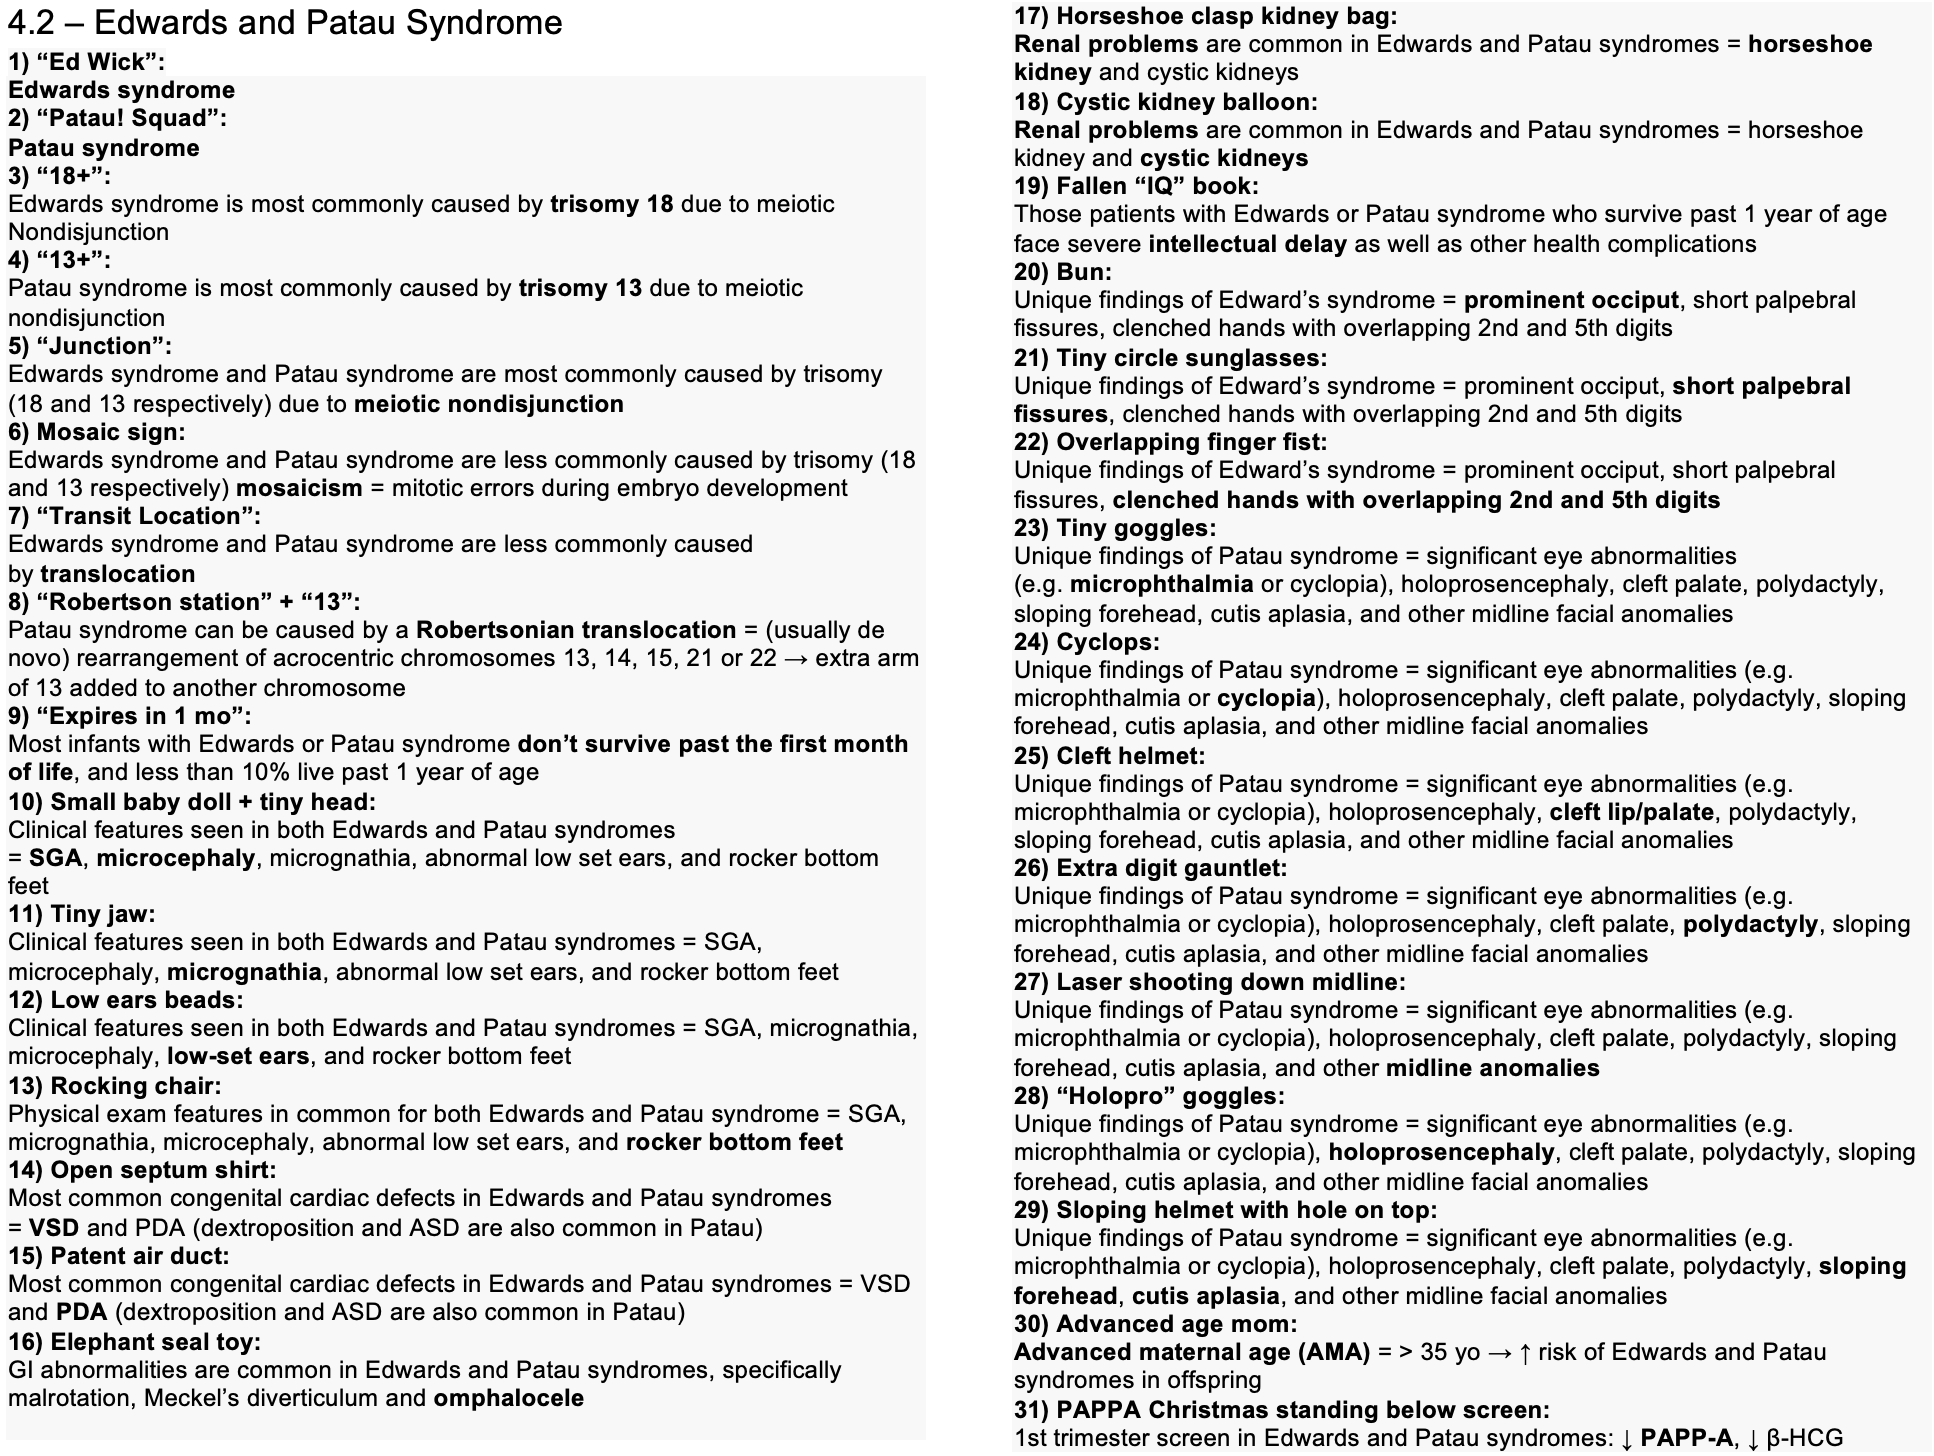 4.2 – Edwards and Patau Syndrome
1) “Ed Wick”:
Edwards syndrome
2) “Patau! Squad”:
Patau syndrome
3) “18+”:
Edwards syndrome is most commonly caused by trisomy 18 due to meiotic
Nondisjunction
4) “13+”:
Patau syndrome is most commonly caused by trisomy 13 due to meiotic
nondisjunction
5) “Junction”:
Edwards syndrome and Patau syndrome are most commonly caused by trisomy
(18 and 13 respectively) due to meiotic nondisjunction
6) Mosaic sign:
Edwards syndrome and Patau syndrome are less commonly caused by trisomy (18
and 13 respectively) mosaicism = mitotic errors during embryo development
7) “Transit Location”:
Edwards syndrome and Patau syndrome are less commonly caused
by translocation
8) “Robertson station” + “13”:
Patau syndrome can be caused by a Robertsonian translocation = (usually de
novo) rearrangement of acrocentric chromosomes 13, 14, 15, 21 or 22 → extra arm
of 13 added to another chromosome
9) “Expires in 1 mo”:
Most infants with Edwards or Patau syndrome don’t survive past the first month
of life, and less than 10% live past 1 year of age
10) Small baby doll + tiny head:
Clinical features seen in both Edwards and Patau syndromes
= SGA, microcephaly, micrognathia, abnormal low set ears, and rocker bottom
feet
11) Tiny jaw:
Clinical features seen in both Edwards and Patau syndromes = SGA,
microcephaly, micrognathia, abnormal low set ears, and rocker bottom feet
12) Low ears beads:
Clinical features seen in both Edwards and Patau syndromes = SGA, micrognathia,
microcephaly, low-set ears, and rocker bottom feet
13) Rocking chair:
Physical exam features in common for both Edwards and Patau syndrome = SGA,
micrognathia, microcephaly, abnormal low set ears, and rocker bottom feet
14) Open septum shirt:
Most common congenital cardiac defects in Edwards and Patau syndromes
= VSD and PDA (dextroposition and ASD are also common in Patau)
15) Patent air duct:
Most common congenital cardiac defects in Edwards and Patau syndromes = VSD
and PDA (dextroposition and ASD are also common in Patau)
16) Elephant seal toy:
GI abnormalities are common in Edwards and Patau syndromes, specifically
malrotation, Meckel’s diverticulum and omphalocele
17) Horseshoe clasp kidney bag:
Renal problems are common in Edwards and Patau syndromes = horseshoe
kidney and cystic kidneys
18) Cystic kidney balloon:
Renal problems are common in Edwards and Patau syndromes = horseshoe
kidney and cystic kidneys
19) Fallen “IQ” book:
Those patients with Edwards or Patau syndrome who survive past 1 year of age
face severe intellectual delay as well as other health complications
20) Bun:
Unique findings of Edward’s syndrome = prominent occiput, short palpebral
fissures, clenched hands with overlapping 2nd and 5th digits
21) Tiny circle sunglasses:
Unique findings of Edward’s syndrome = prominent occiput, short palpebral
fissures, clenched hands with overlapping 2nd and 5th digits
22) Overlapping finger fist:
Unique findings of Edward’s syndrome = prominent occiput, short palpebral
fissures, clenched hands with overlapping 2nd and 5th digits
23) Tiny goggles:
Unique findings of Patau syndrome = significant eye abnormalities
(e.g. microphthalmia or cyclopia), holoprosencephaly, cleft palate, polydactyly,
sloping forehead, cutis aplasia, and other midline facial anomalies
24) Cyclops:
Unique findings of Patau syndrome = significant eye abnormalities (e.g.
microphthalmia or cyclopia), holoprosencephaly, cleft palate, polydactyly, sloping
forehead, cutis aplasia, and other midline facial anomalies
25) Cleft helmet:
Unique findings of Patau syndrome = significant eye abnormalities (e.g.
microphthalmia or cyclopia), holoprosencephaly, cleft lip/palate, polydactyly,
sloping forehead, cutis aplasia, and other midline facial anomalies
26) Extra digit gauntlet:
Unique findings of Patau syndrome = significant eye abnormalities (e.g.
microphthalmia or cyclopia), holoprosencephaly, cleft palate, polydactyly, sloping
forehead, cutis aplasia, and other midline facial anomalies
27) Laser shooting down midline:
Unique findings of Patau syndrome = significant eye abnormalities (e.g.
microphthalmia or cyclopia), holoprosencephaly, cleft palate, polydactyly, sloping
forehead, cutis aplasia, and other midline anomalies
28) “Holopro” goggles:
Unique findings of Patau syndrome = significant eye abnormalities (e.g.
microphthalmia or cyclopia), holoprosencephaly, cleft palate, polydactyly, sloping
forehead, cutis aplasia, and other midline facial anomalies
29) Sloping helmet with hole on top:
Unique findings of Patau syndrome = significant eye abnormalities (e.g.
microphthalmia or cyclopia), holoprosencephaly, cleft palate, polydactyly, sloping
forehead, cutis aplasia, and other midline facial anomalies
30) Advanced age mom:
Advanced maternal age (AMA) = > 35 yo → ↑ risk of Edwards and Patau
syndromes in offspring
31) PAPPA Christmas standing below screen:
1st trimester screen in Edwards and Patau syndromes: ↓ PAPP-A, ↓ β-HCG